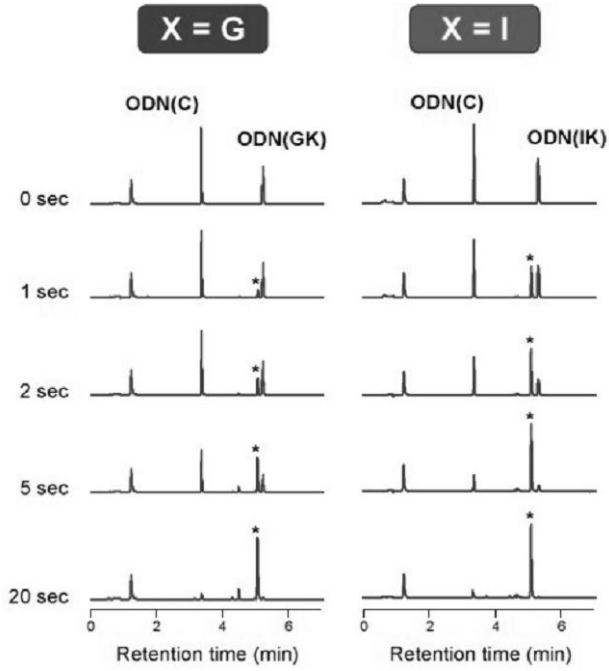 X = G X = I
ODN(C) ODN(C)
ODN(GK) ODN(IK)
0 sec
* *
1 sec
* *
2 sec
* *
5 sec
* *
20 sec
0 2 4 6 0 2 4 6
Retention time (min) Retention time (min)